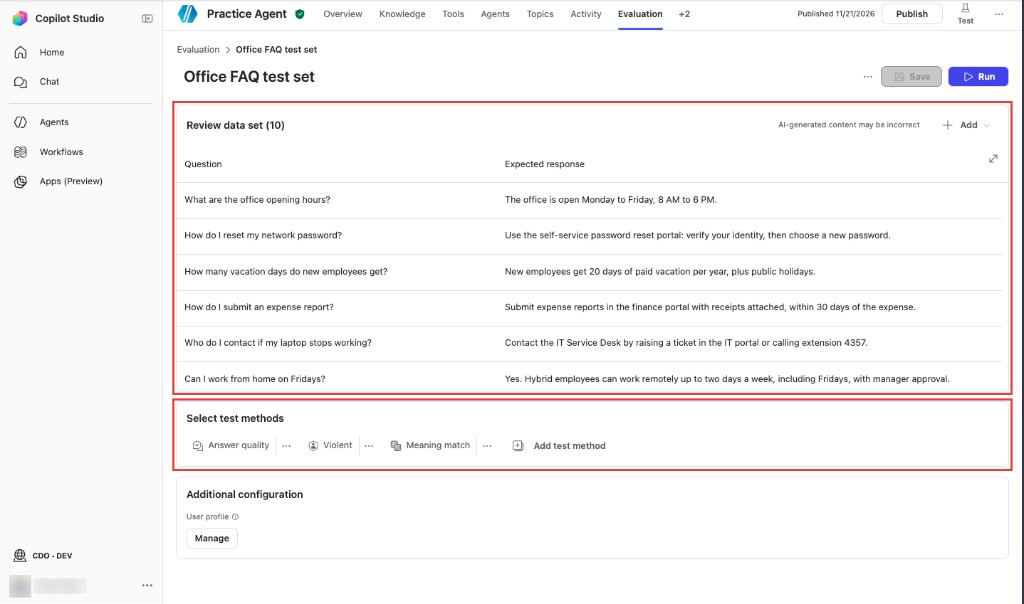 Copilot Studio
Home
Chat
Agents
Workflows
Apps (Preview)
CDO - DEV
Practice Agent
Overview
Knowledge
Tools
Agents
Topics
Activity
Evaluation
+2
Published 11/21/2026
Publish
Test
Evaluation > Office FAQ test set
Office FAQ test set
Save
Run
Review data set (10)
AI-generated content may be incorrect
Add
Question
Expected response
What are the office opening hours?
The office is open Monday to Friday, 8 AM to 6 PM.
How do I reset my network password?
Use the self-service password reset portal: verify your identity, then choose a new password.
How many vacation days do new employees get?
New employees get 20 days of paid vacation per year, plus public holidays.
How do I submit an expense report?
Submit expense reports in the finance portal with receipts attached, within 30 days of the expense.
Who do I contact if my laptop stops working?
Contact the IT Service Desk by raising a ticket in the IT portal or calling extension 4357.
Can I work from home on Fridays?
Yes. Hybrid employees can work remotely up to two days a week, including Fridays, with manager approval.
Select test methods
Answer quality
Violent
Meaning match
Add test method
Additional configuration
User profile
Manage